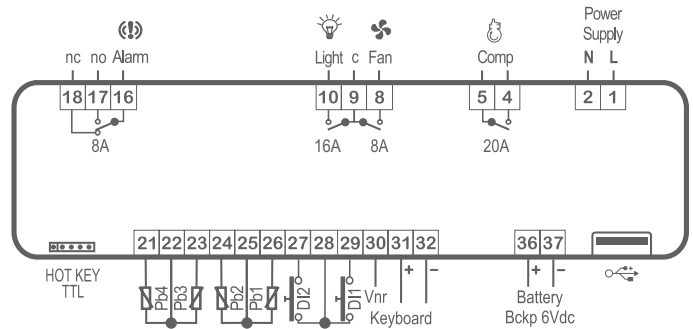 Power
Supply
nc no Alarm Light c Fan Comp N L
18 17 16 10 9 8 5 4 2 1
8A 16A 8A 20A
21 22 23 24 25 26 27 28 29 30 31 32 36 37
HOT KEY
TTL
Pb4 Pb3 Pb2 Pb1 DI2 DI1
Vnr
+ −
Keyboard
+ −
Battery
Bckp 6Vdc